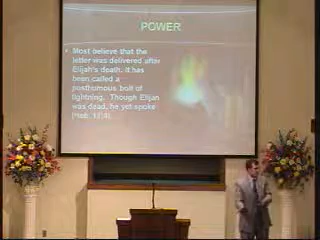 POWER
Most believe that the
letter was delivered after
Elijah's death. It has
been called a
posthumous bolt of
lightning. Though Elijah
was dead, he yet spoke
(Heb. 11:4).